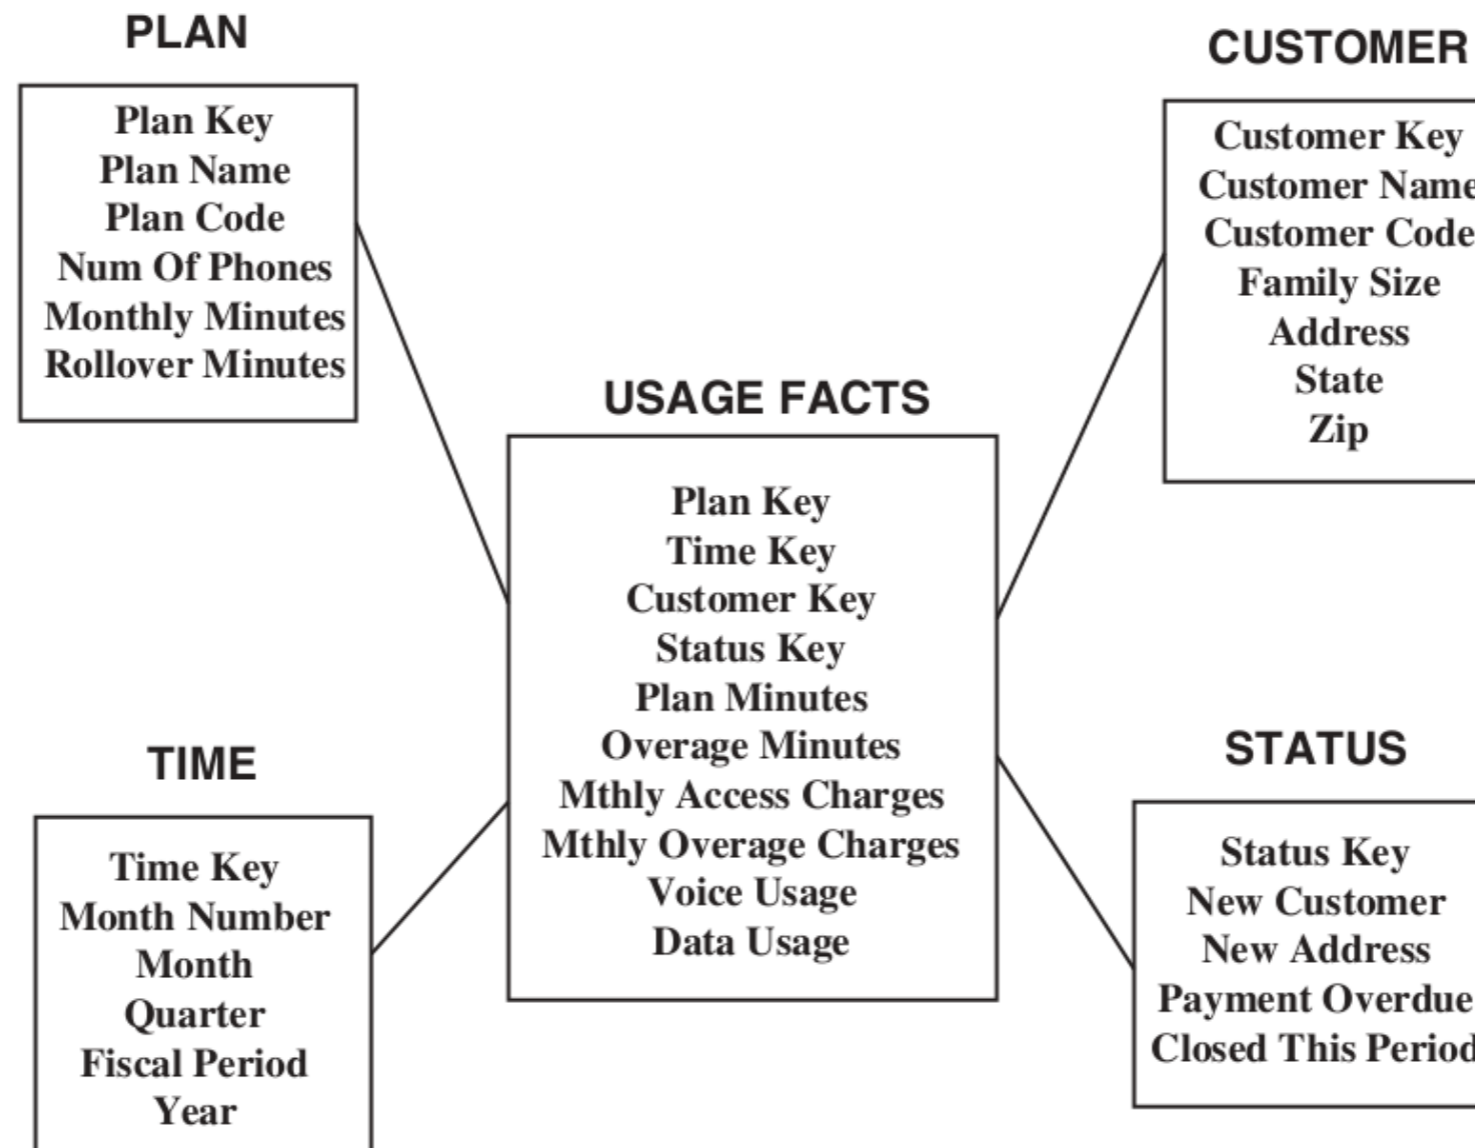 PLAN
Plan Key
Plan Name
Plan Code
Num Of Phones
Monthly Minutes
Rollover Minutes
CUSTOMER
Customer Key
Customer Name
Customer Code
Family Size
Address
State
Zip
USAGE FACTS
Plan Key
Time Key
Customer Key
Status Key
Plan Minutes
Overage Minutes
Mthly Access Charges
Mthly Overage Charges
Voice Usage
Data Usage
TIME
Time Key
Month Number
Month
Quarter
Fiscal Period
Year
STATUS
Status Key
New Customer
New Address
Payment Overdue
Closed This Period